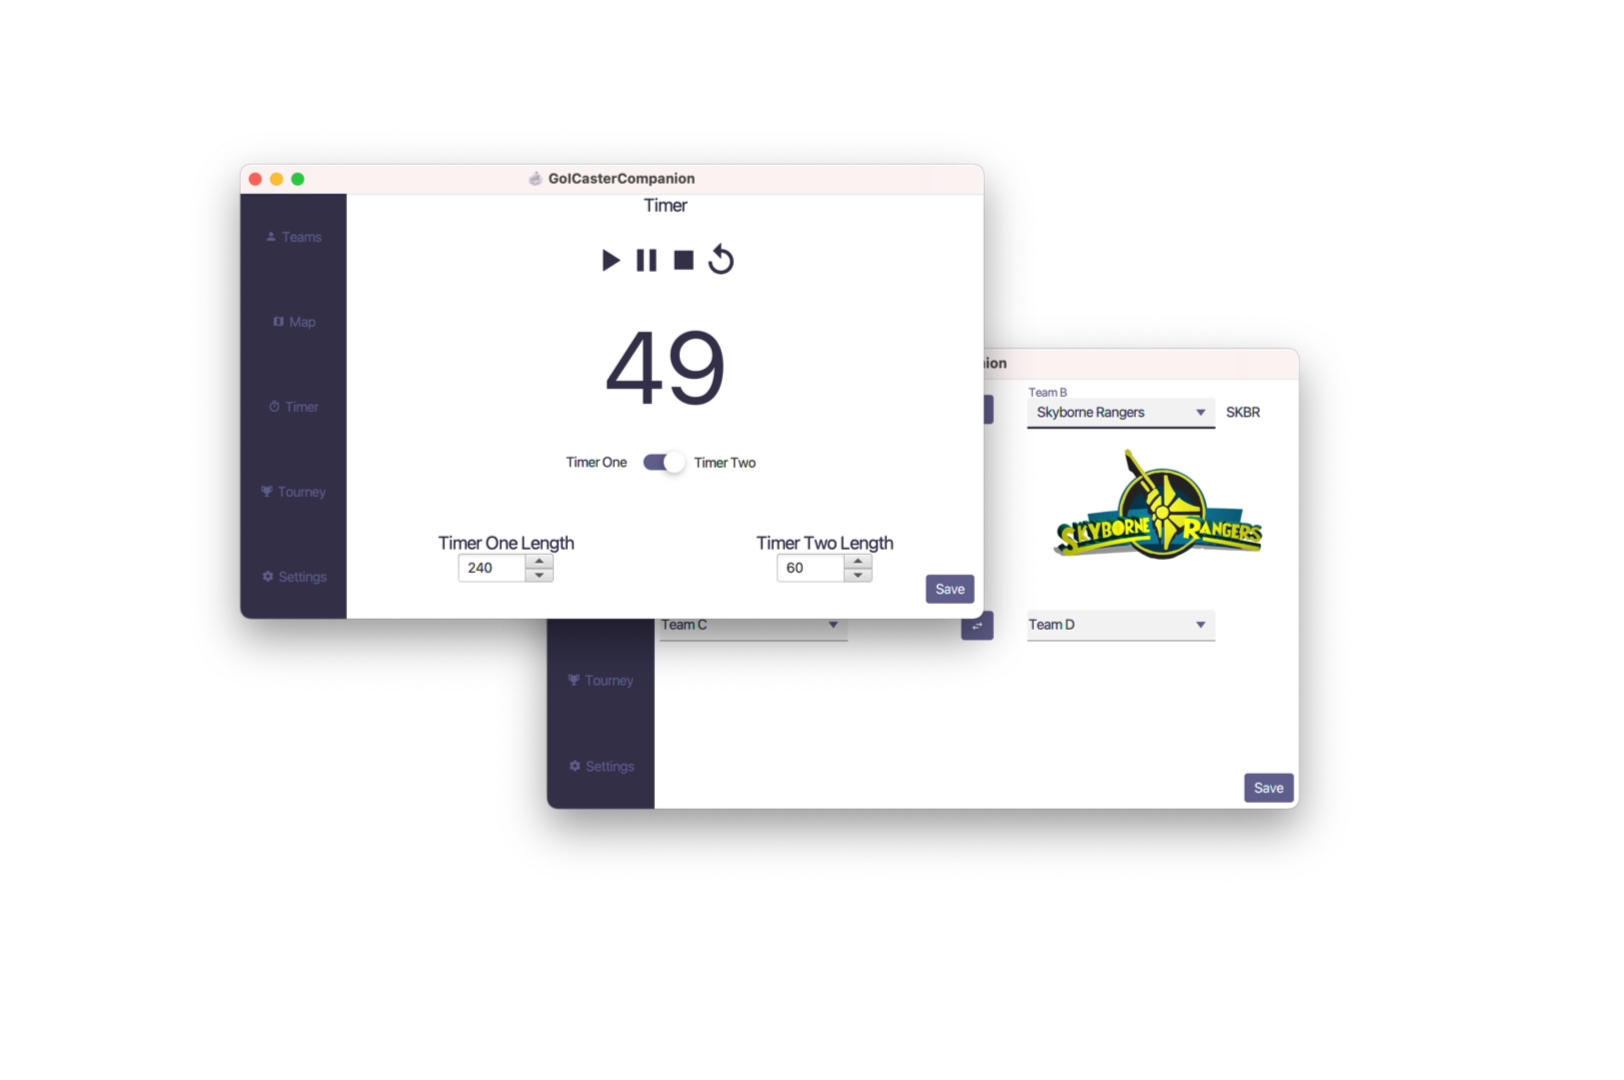 GolCasterCompanion
Teams
Map
Timer
Tourney
Settings
Timer
49
Timer One
Timer Two
Timer One Length
240
Timer Two Length
60
Save
ion
Team B
Skyborne Rangers
SKBR
SKYBORNE RANGERS
Team C
Team D
Tourney
Settings
Save